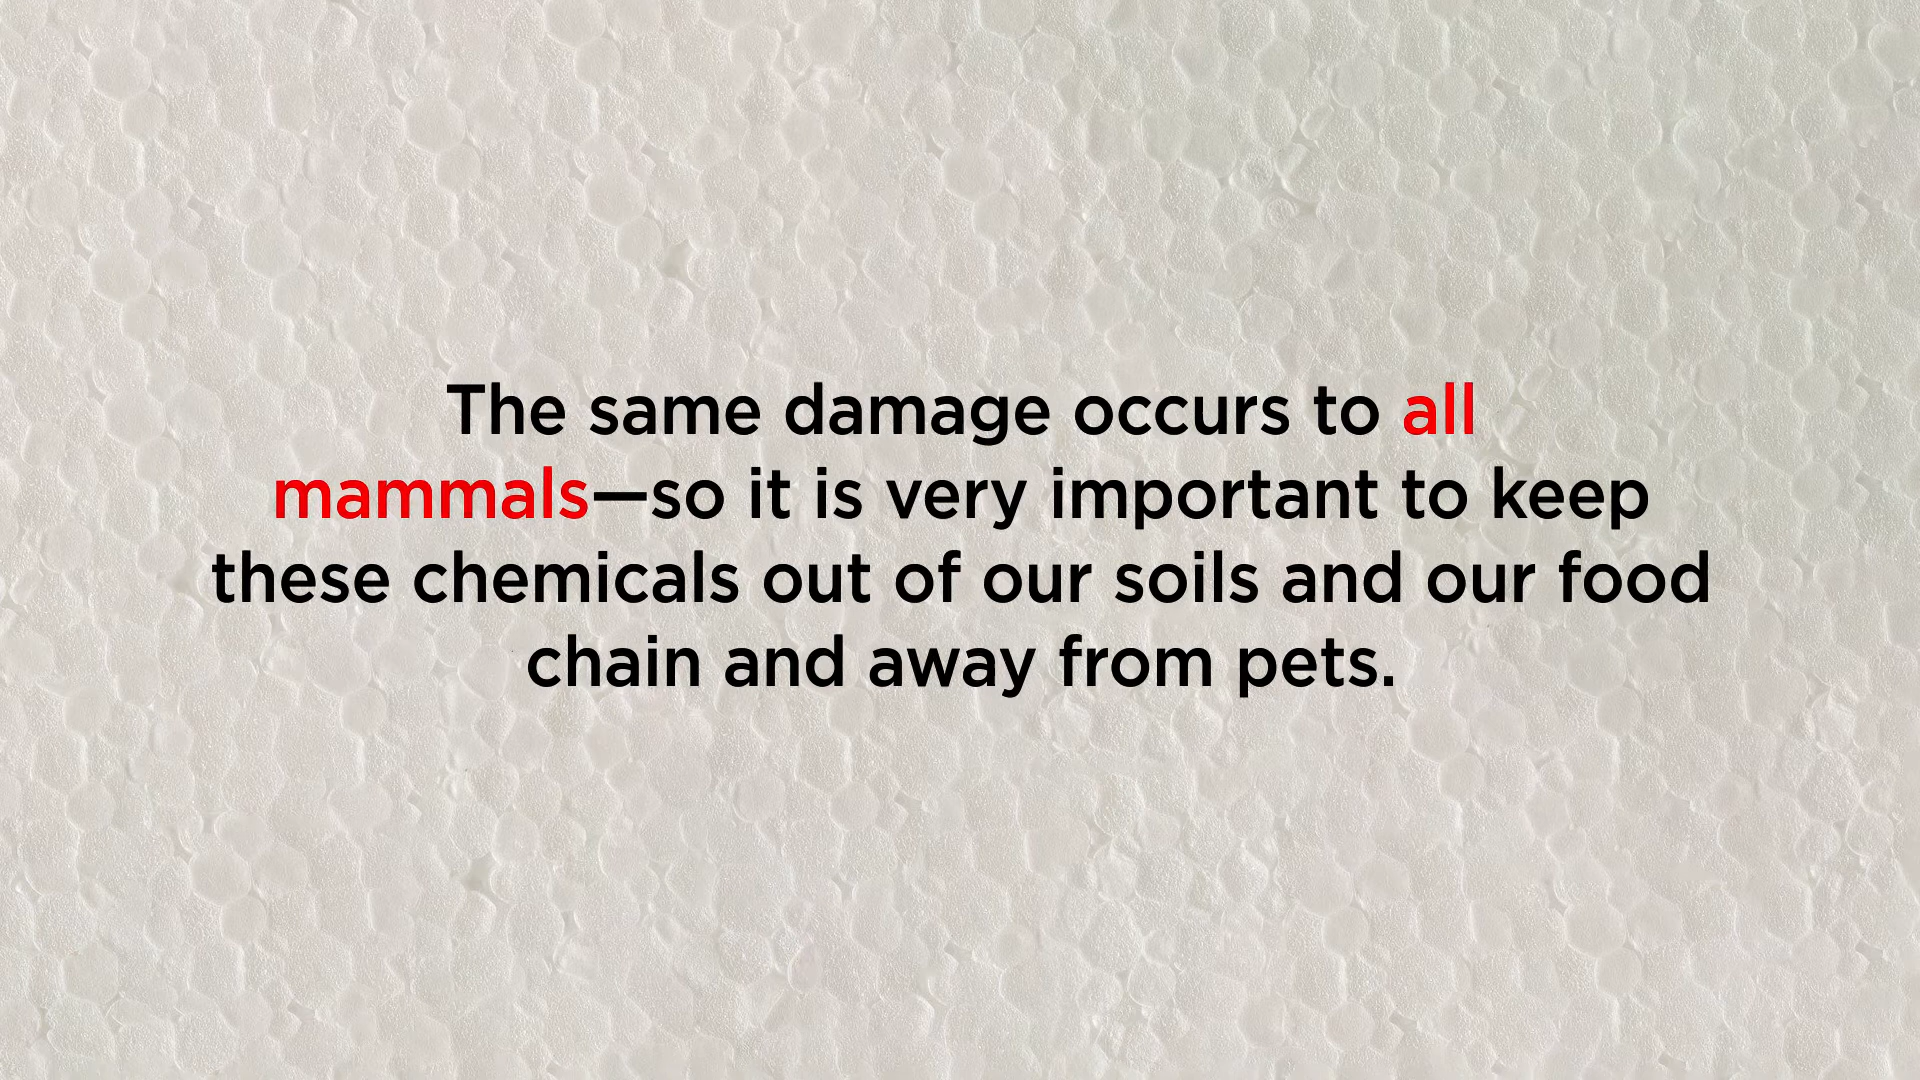 The same damage occurs to all
mammals—so it is very important to keep
these chemicals out of our soils and our food
chain and away from pets.